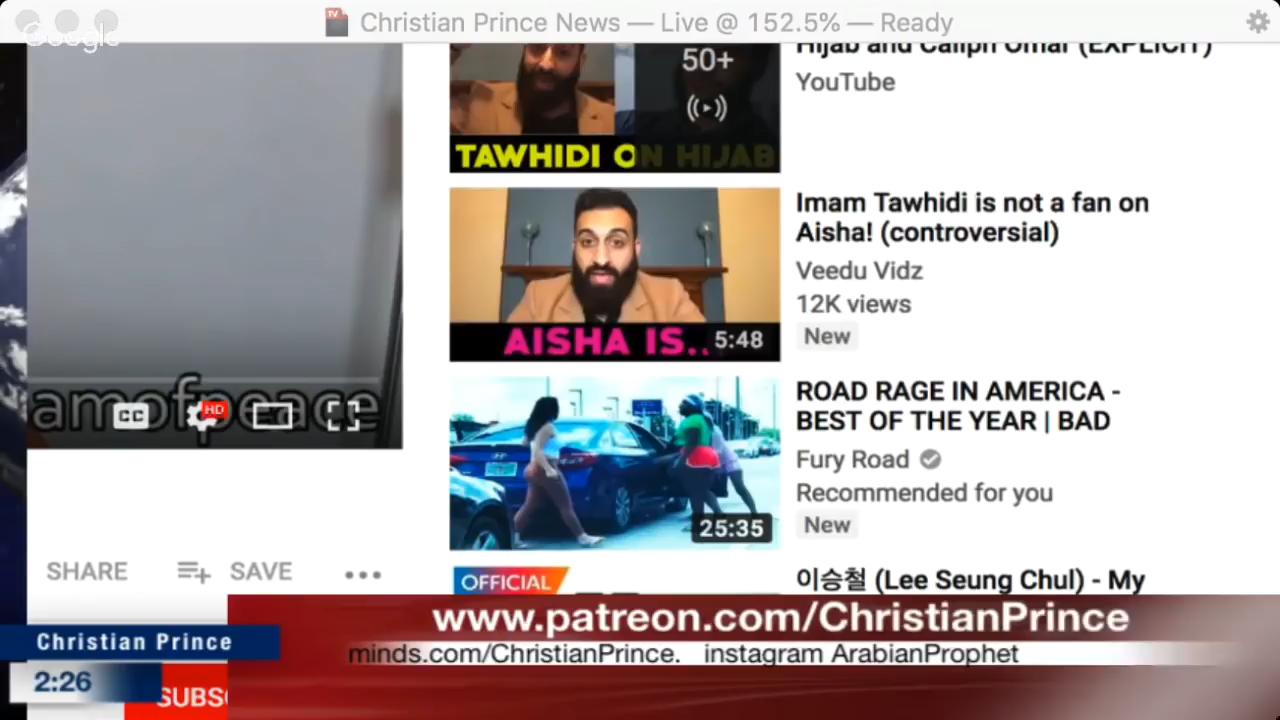 Christian Prince News — Live @ 152.5% — Ready
Google
Hijab and Caliph Omar (EXPLICIT)
YouTube
50+
TAWHIDI ON HIJAB
Imam Tawhidi is not a fan on
Aisha! (controversial)
Veedu Vidz
12K views
New
AISHA IS..
5:48
amofpeace
CC
HD
ROAD RAGE IN AMERICA -
BEST OF THE YEAR | BAD
Fury Road
Recommended for you
New
25:35
SHARE
SAVE
OFFICIAL
이승철 (Lee Seung Chul) - My
www.patreon.com/ChristianPrince
Christian Prince
minds.com/ChristianPrince. instagram ArabianProphet
2:26
SUBSC